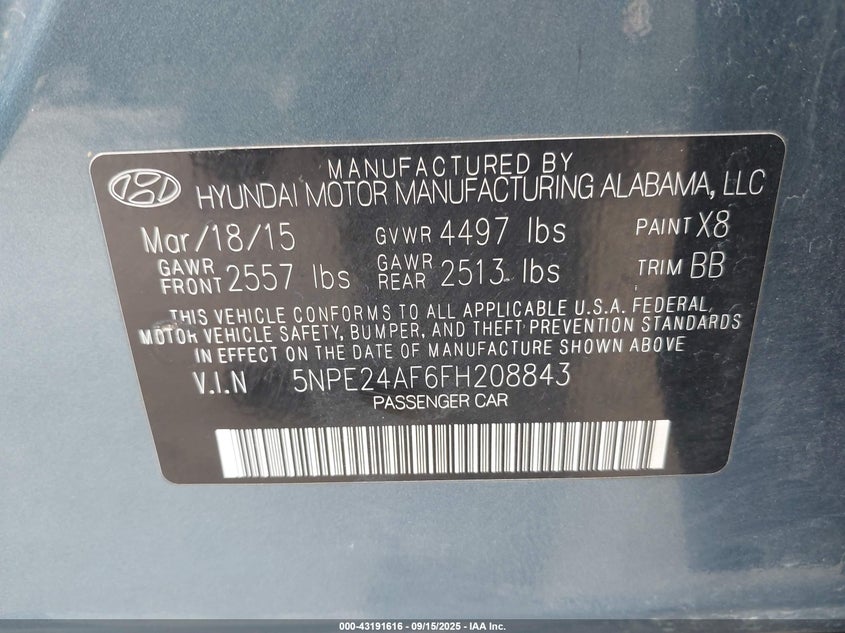 MANUFACTURED BY
HYUNDAI MOTOR MANUFACTURING ALABAMA, LLC
Mar/18/15 GVWR 4497 lbs PAINT X8
GAWR FRONT 2557 lbs GAWR REAR 2513 lbs TRIM BB
THIS VEHICLE CONFORMS TO ALL APPLICABLE U.S.A. FEDERAL
MOTOR VEHICLE SAFETY, BUMPER, AND THEFT PREVENTION STANDARDS
IN EFFECT ON THE DATE OF MANUFACTURE SHOWN ABOVE
V.I.N 5NPE24AF6FH208843
PASSENGER CAR
000-43191616 - 09/15/2025 - IAA Inc.